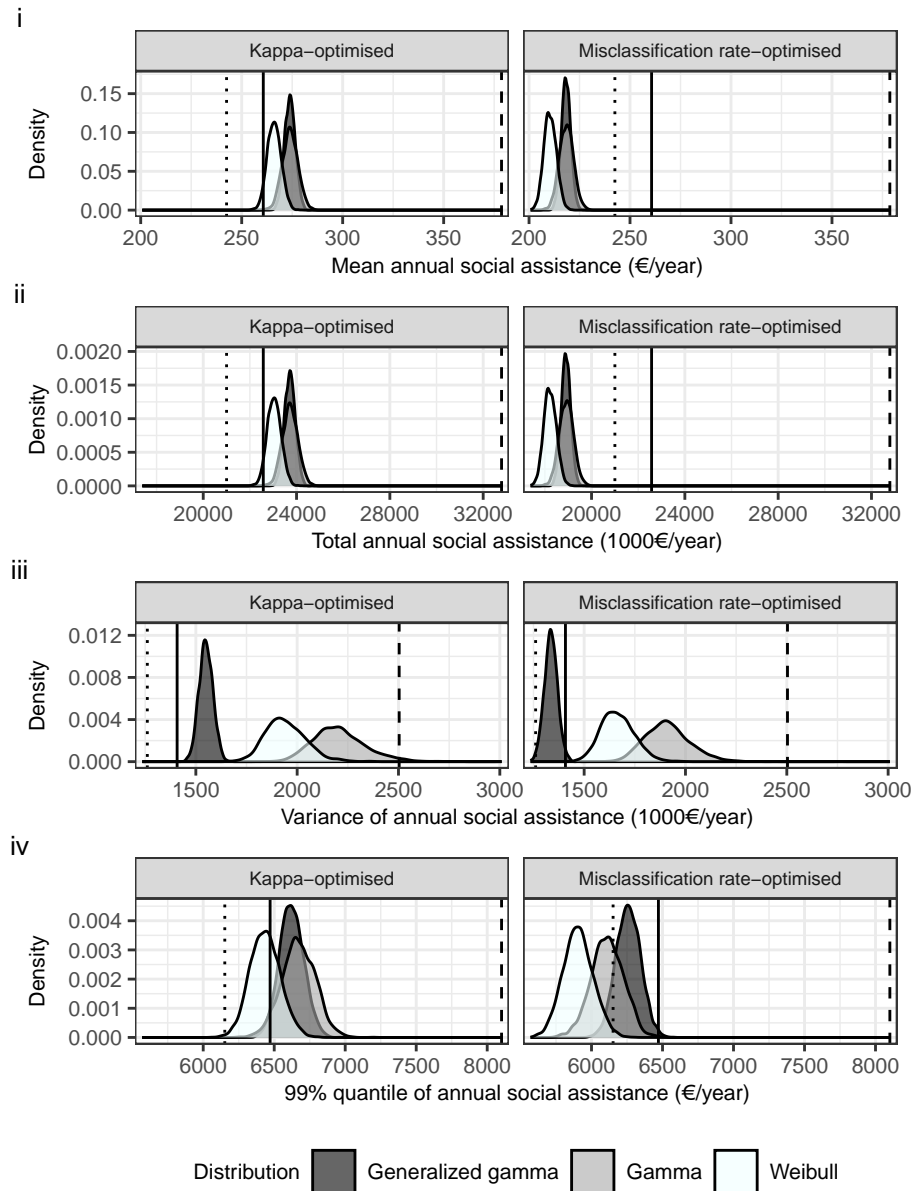 i
Kappa−optimised Misclassification rate−optimised
0.15
0.10
0.05
0.00
Density
200 250 300 350 200 250 300 350
Mean annual social assistance (€/year)
ii
Kappa−optimised Misclassification rate−optimised
0.0020
0.0015
0.0010
0.0005
0.0000
Density
20000 24000 28000 32000 20000 24000 28000 32000
Total annual social assistance (1000€/year)
iii
Kappa−optimised Misclassification rate−optimised
0.012
0.008
0.004
0.000
Density
1500 2000 2500 3000 1500 2000 2500 3000
Variance of annual social assistance (1000€/year)
iv
Kappa−optimised Misclassification rate−optimised
0.004
0.003
0.002
0.001
0.000
Density
6000 6500 7000 7500 8000 6000 6500 7000 7500 8000
99% quantile of annual social assistance (€/year)
Distribution Generalized gamma Gamma Weibull